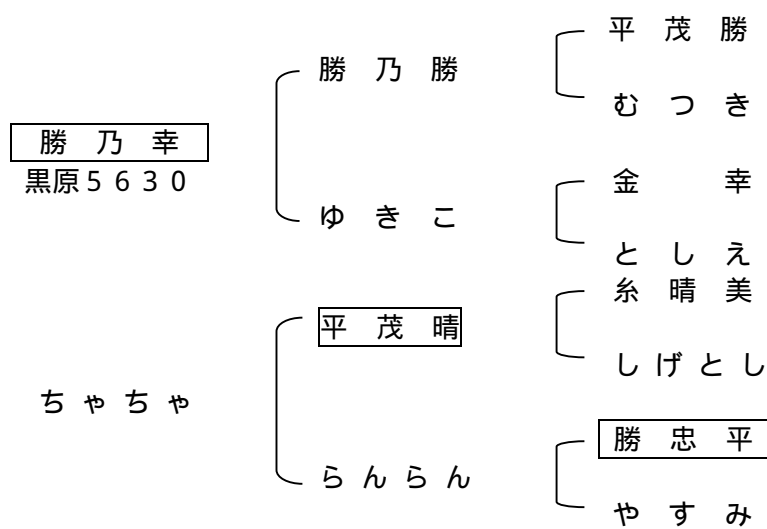 平茂勝
勝乃勝
むつき
勝乃幸
黒原5630
金幸
ゆきこ
としえ
糸晴美
平茂晴
しげとし
ちゃちゃ
勝忠平
らんらん
やすみ